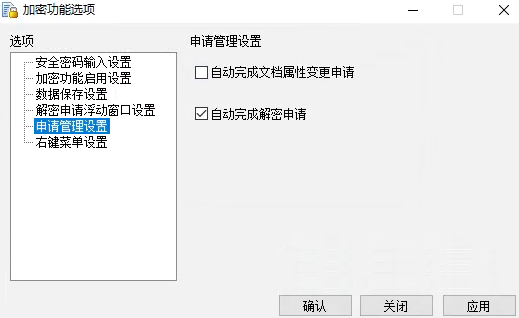 加密功能选项
选项
安全密码输入设置
加密功能启用设置
数据保存设置
解密申请浮动窗口设置
申请管理设置
右键菜单设置
申请管理设置
自动完成文档属性变更申请
自动完成解密申请
确认
关闭
应用